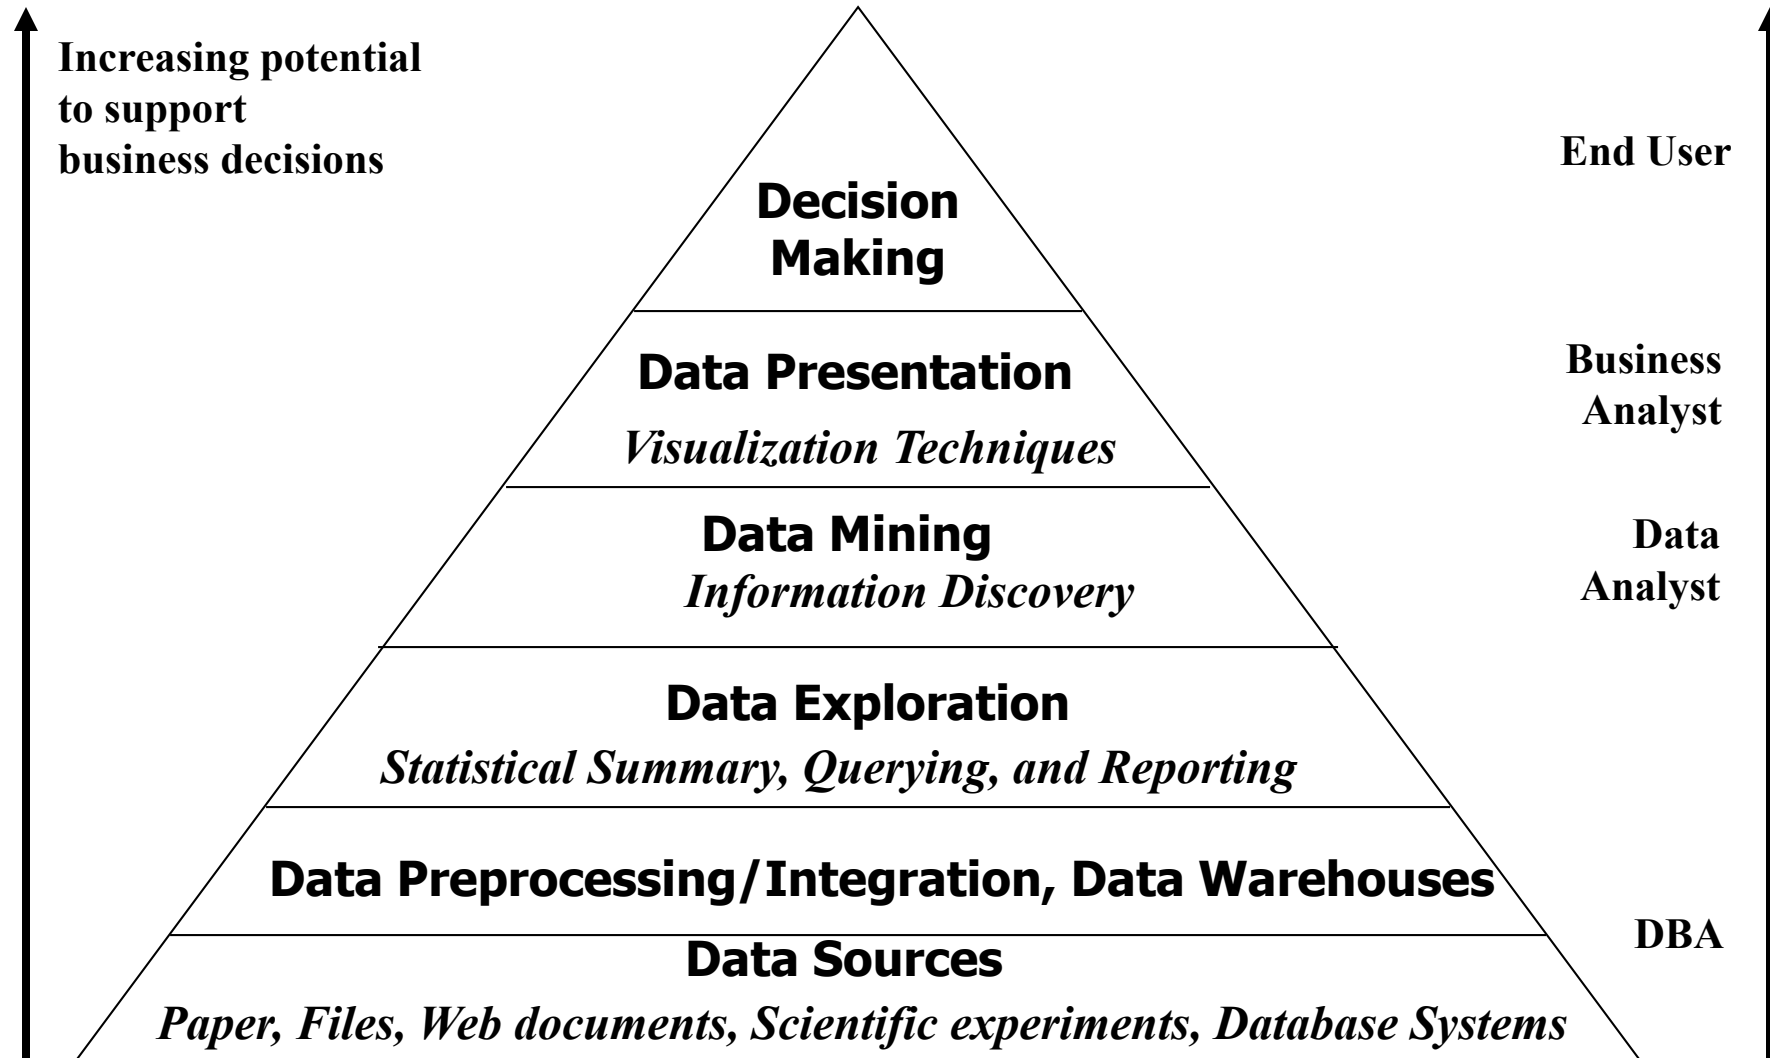 Increasing potential
to support
business decisions
End User
Decision
Making
Business
Analyst
Data Presentation
Visualization Techniques
Data Mining
Information Discovery
Data
Analyst
Data Exploration
Statistical Summary, Querying, and Reporting
Data Preprocessing/Integration, Data Warehouses
DBA
Data Sources
Paper, Files, Web documents, Scientific experiments, Database Systems